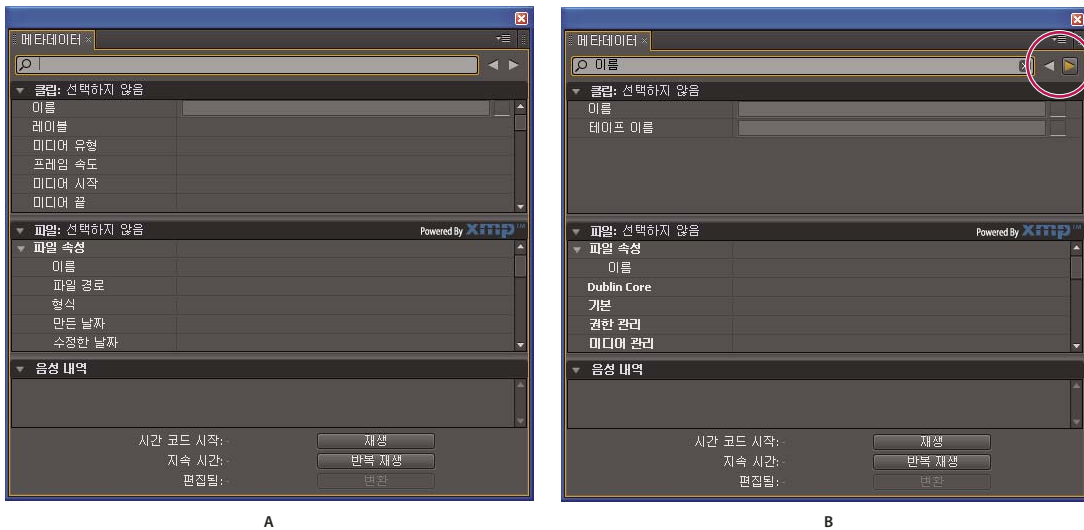 메타데이터
클립: 선택하지 않음
이름
레이블
미디어 유형
프레임 속도
미디어 시작
미디어 끝
파일: 선택하지 않음
Powered By xmp™
파일 속성
이름
파일 경로
형식
만든 날짜
수정한 날짜
음성 내역
시간 코드 시작:-
재생
지속 시간:-
반복 재생
편집됨:-
변환
A
메타데이터
이름
클립: 선택하지 않음
이름
테이프 이름
파일: 선택하지 않음
Powered By xmp™
파일 속성
이름
Dublin Core
기본
권한 관리
미디어 관리
음성 내역
시간 코드 시작:-
재생
지속 시간:-
반복 재생
편집됨:-
변환
B